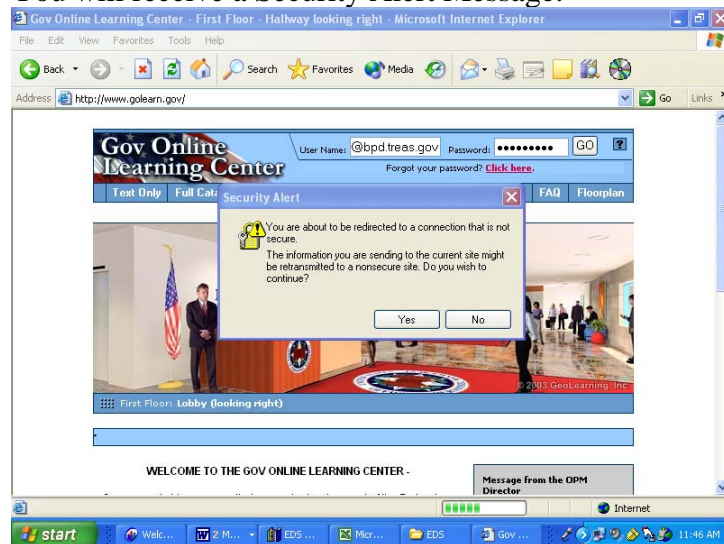 You will receive a Security Alert Message.
Gov Online Learning Center - First Floor - Hallway looking right - Microsoft Internet Explorer
File Edit View Favorites Tools Help
Back Search Favorites Media
Address http://www.golearn.gov/ Go Links
Gov Online
Learning Center
User Name: @bpd.treas.gov Password: ••••••••• GO ?
Forgot your password? Click here.
Text Only Full Cata FAQ Floorplan
Security Alert
You are about to be redirected to a connection that is not
secure.
The information you are sending to the current site might
be retransmitted to a nonsecure site. Do you wish to
continue?
Yes No
© 2003 GeoLearning, Inc
First Floor: Lobby (looking right)
WELCOME TO THE GOV ONLINE LEARNING CENTER -
Message from the OPM
Director
Internet
start Welc... 2 M... EDS ... Micr... EDS Gov ... 11:46 AM